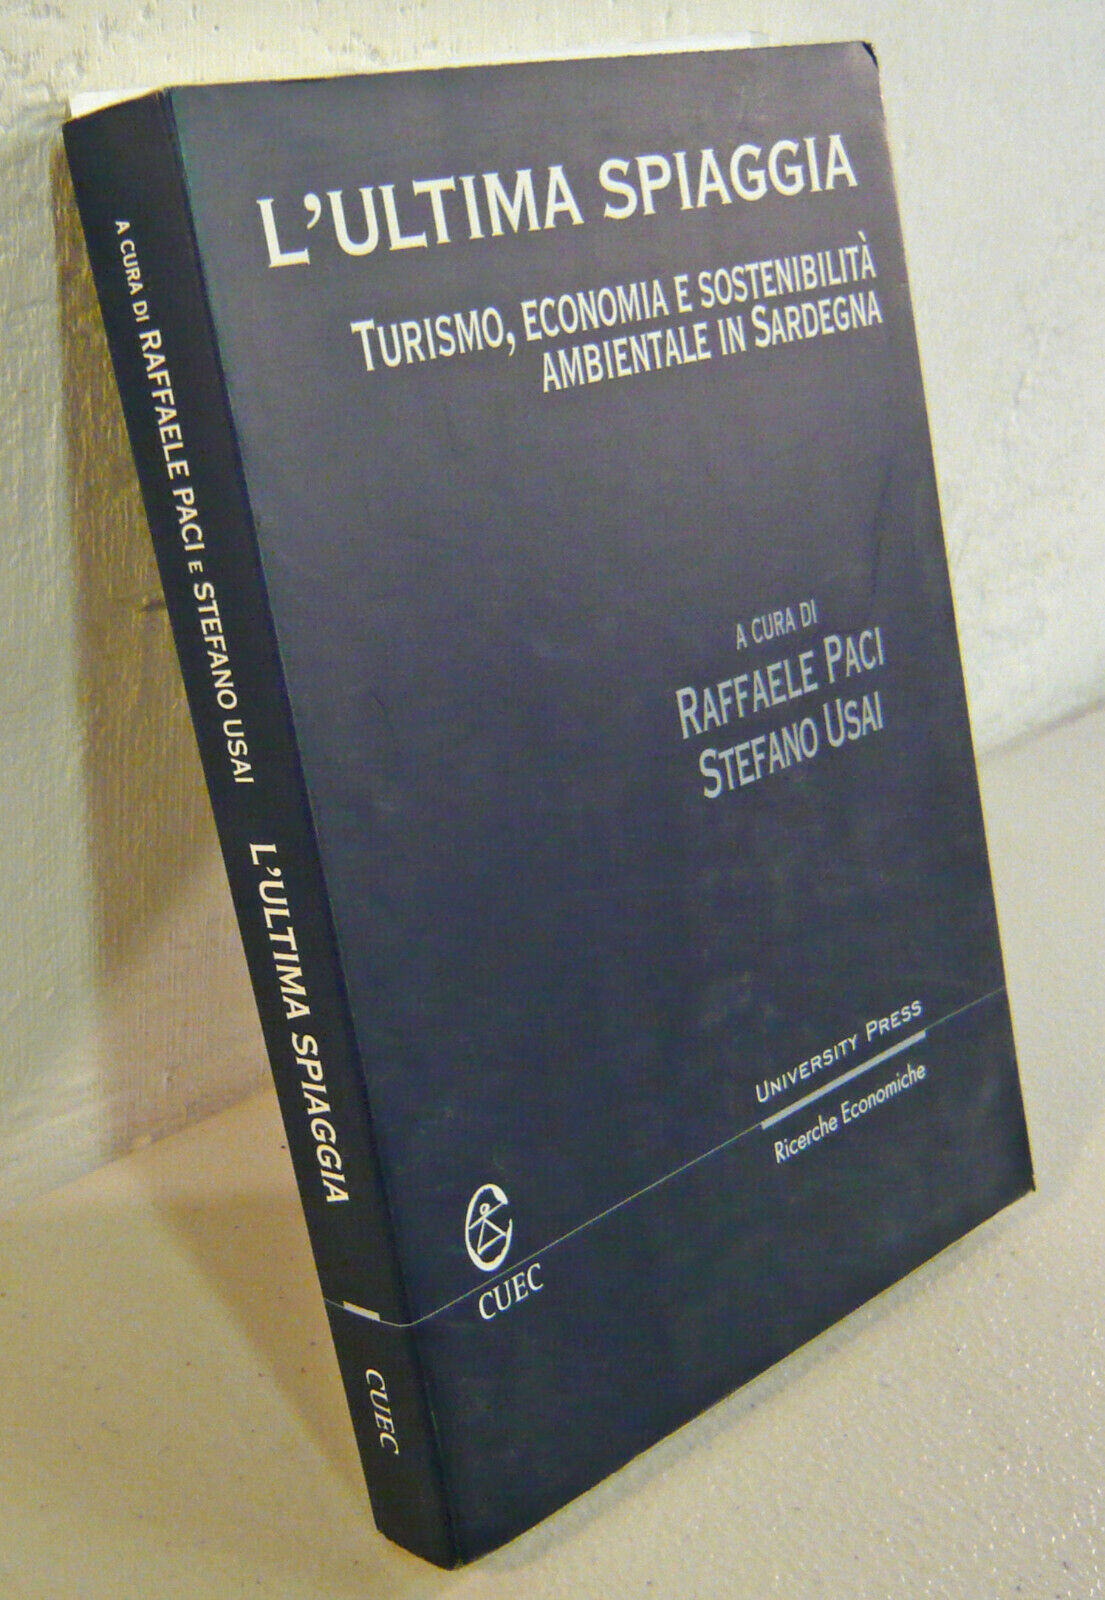 L'ULTIMA SPIAGGIA
TURISMO, ECONOMIA E SOSTENIBILITÀ
AMBIENTALE IN SARDEGNA
A CURA DI
RAFFAELE PACI
STEFANO USAI
UNIVERSITY PRESS
Ricerche Economiche
CUEC
A CURA DI RAFFAELE PACI E STEFANO USAI L'ULTIMA SPIAGGIA
CUEC